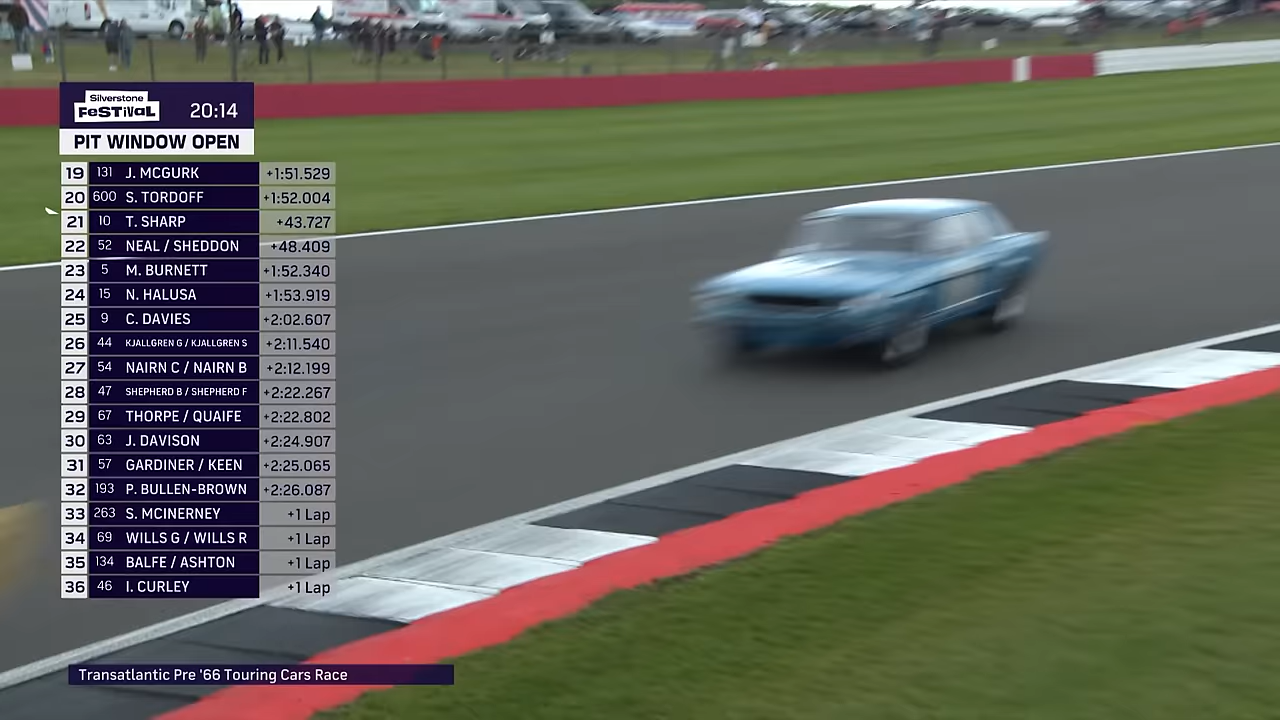 Silverstone
FeSTIVaL
20:14
PIT WINDOW OPEN
19 131 J. MCGURK +1:51.529
20 600 S. TORDOFF +1:52.004
21 10 T. SHARP +43.727
22 52 NEAL / SHEDDON +48.409
23 5 M. BURNETT +1:52.340
24 15 N. HALUSA +1:53.919
25 9 C. DAVIES +2:02.607
26 44 KJALLGREN G / KJALLGREN S +2:11.540
27 54 NAIRN C / NAIRN B +2:12.199
28 47 SHEPHERD B / SHEPHERD F +2:22.267
29 67 THORPE / QUAIFE +2:22.802
30 63 J. DAVISON +2:24.907
31 57 GARDINER / KEEN +2:25.065
32 193 P. BULLEN-BROWN +2:26.087
33 263 S. MCINERNEY +1 Lap
34 69 WILLS G / WILLS R +1 Lap
35 134 BALFE / ASHTON +1 Lap
36 46 I. CURLEY +1 Lap
Transatlantic Pre '66 Touring Cars Race